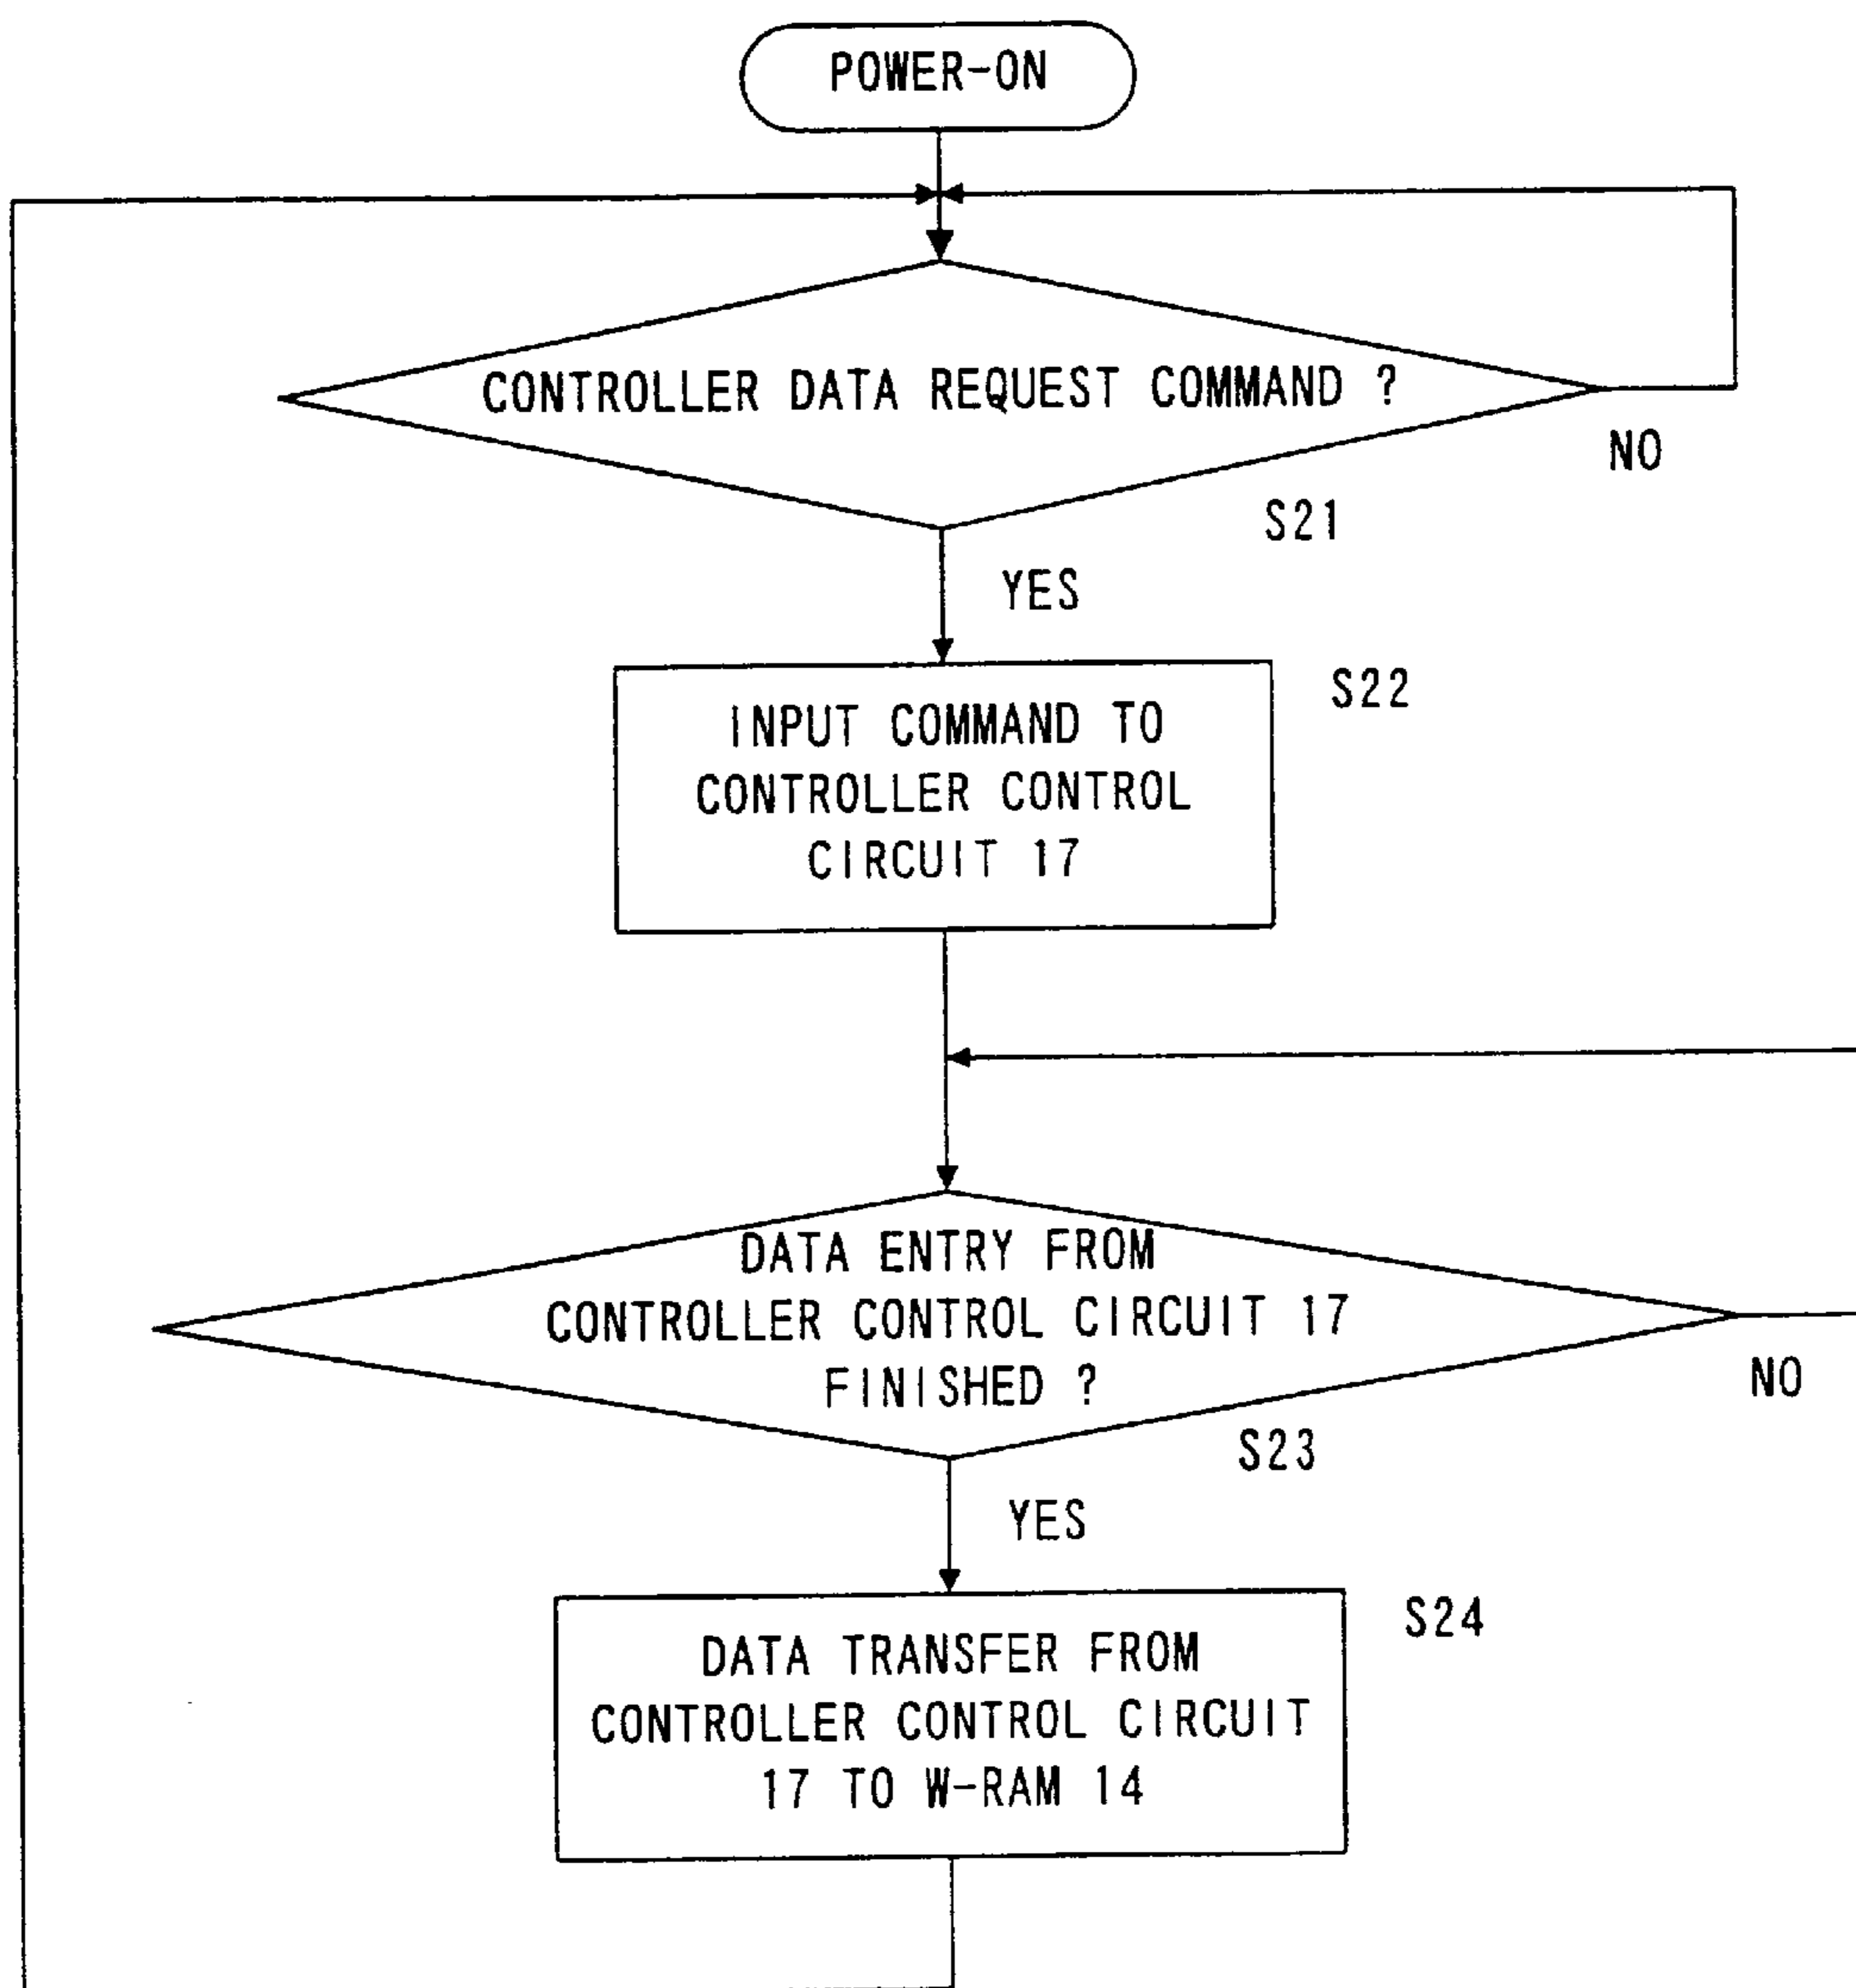 POWER-ON
CONTROLLER DATA REQUEST COMMAND ?
NO
S21
YES
S22
INPUT COMMAND TO
CONTROLLER CONTROL
CIRCUIT 17
DATA ENTRY FROM
CONTROLLER CONTROL CIRCUIT 17
FINISHED ?
NO
S23
YES
S24
DATA TRANSFER FROM
CONTROLLER CONTROL CIRCUIT
17 TO W-RAM 14